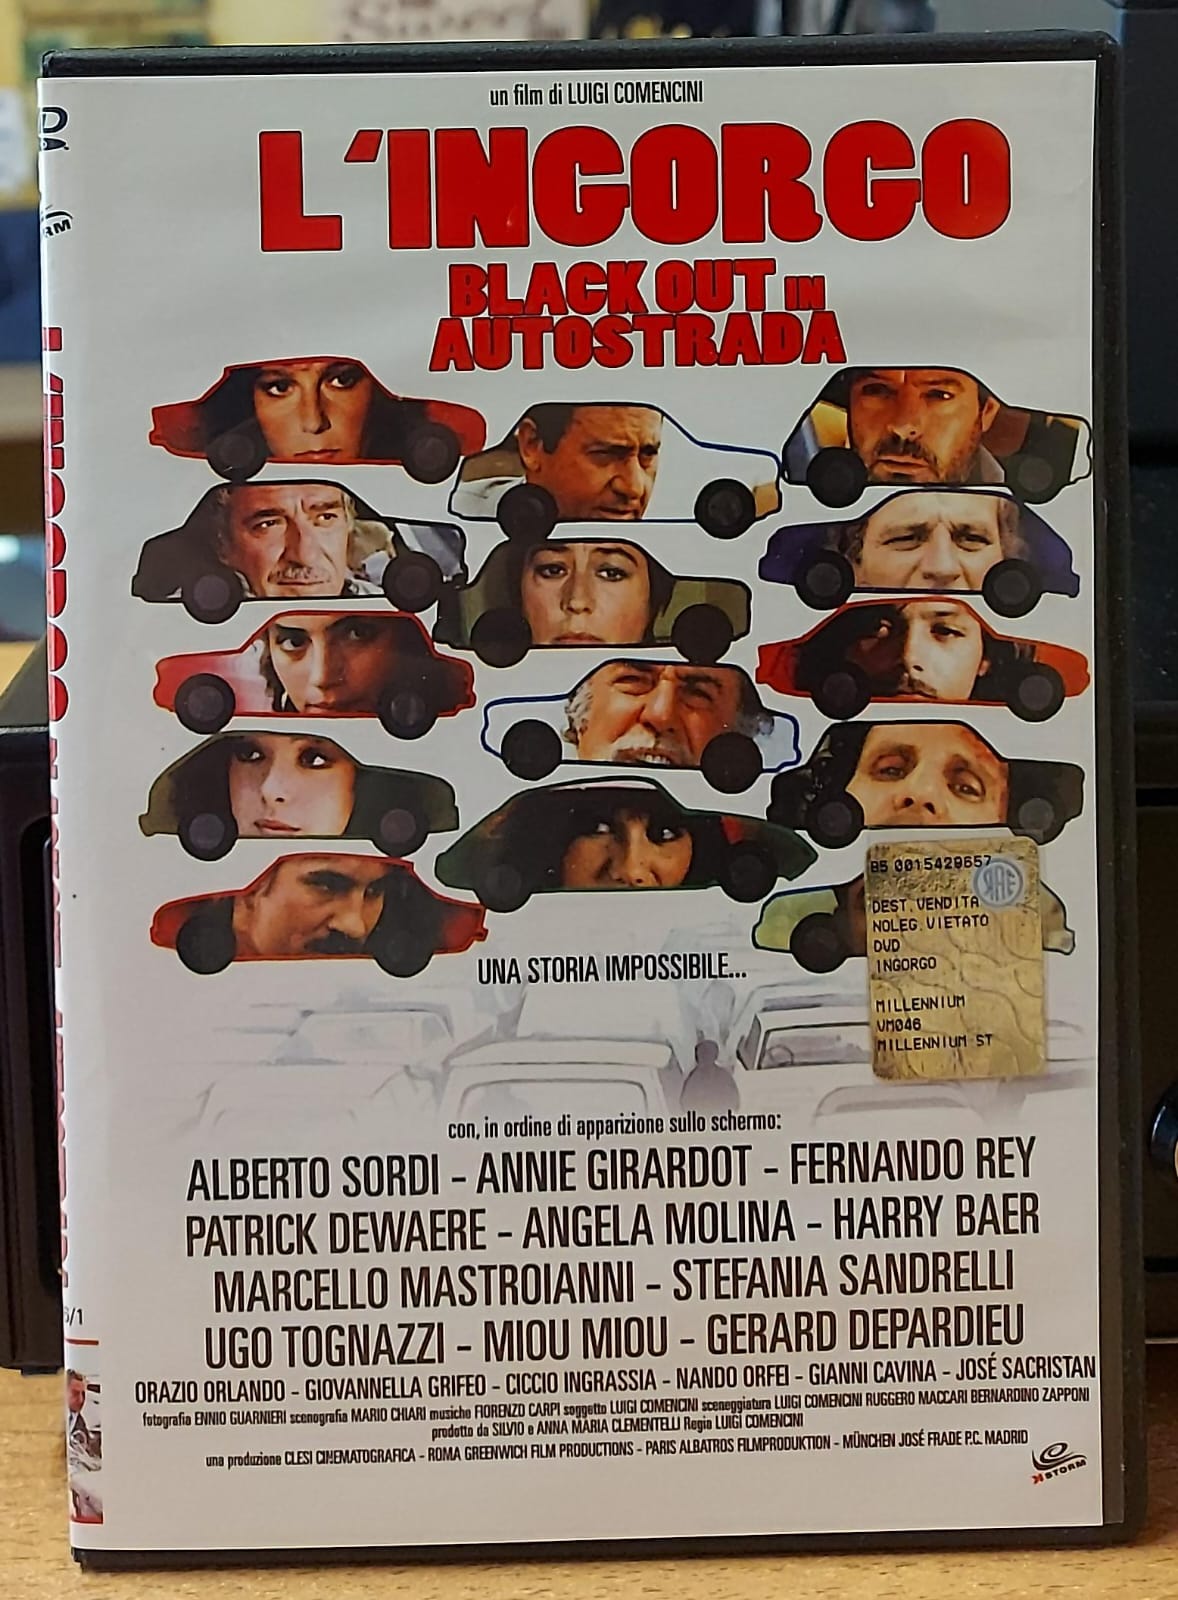 un film di LUIGI COMENCINI
L'INGORGO
BLACK OUT IN
AUTOSTRADA
B5 0015429657
DEST. VENDITA
NOLEG. VIETATO
DVD
INGORGO
MILLENNIUM
VM046
MILLENNIUM ST
UNA STORIA IMPOSSIBILE...
con, in ordine di apparizione sullo schermo:
ALBERTO SORDI - ANNIE GIRARDOT - FERNANDO REY
PATRICK DEWAERE - ANGELA MOLINA - HARRY BAER
MARCELLO MASTROIANNI - STEFANIA SANDRELLI
UGO TOGNAZZI - MIOU MIOU - GERARD DEPARDIEU
ORAZIO ORLANDO - GIOVANNELLA GRIFEO - CICCIO INGRASSIA - NANDO ORFEI - GIANNI CAVINA - JOSÉ SACRISTAN
fotografia ENNIO GUARNIERI scenografia MARIO CHIARI musiche FIORENZO CARPI soggetto LUIGI COMENCINI sceneggiatura LUIGI COMENCINI RUGGERO MACCARI BERNARDINO ZAPPONI
prodotto da SILVIO e ANNA MARIA CLEMENTELLI Regia LUIGI COMENCINI
una produzione CLESI CINEMATOGRAFICA - ROMA GREENWICH FILM PRODUCTIONS - PARIS ALBATROS FILMPRODUKTION - MÜNCHEN JOSÉ FRADE P.C. MADRID
STORM